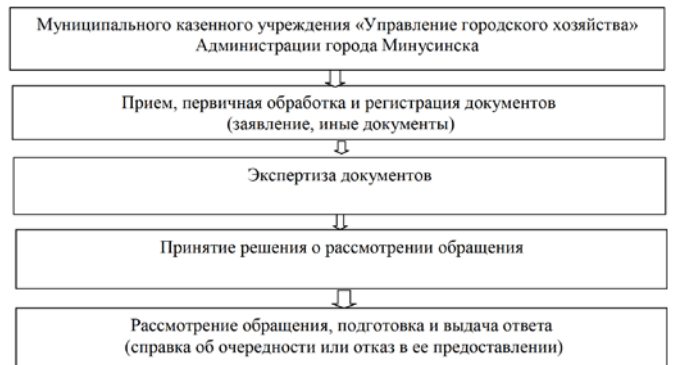 Муниципального казенного учреждения «Управление городского хозяйства»
Администрации города Минусинска
Прием, первичная обработка и регистрация документов
(заявление, иные документы)
Экспертиза документов
Принятие решения о рассмотрении обращения
Рассмотрение обращения, подготовка и выдача ответа
(справка об очередности или отказ в ее предоставлении)